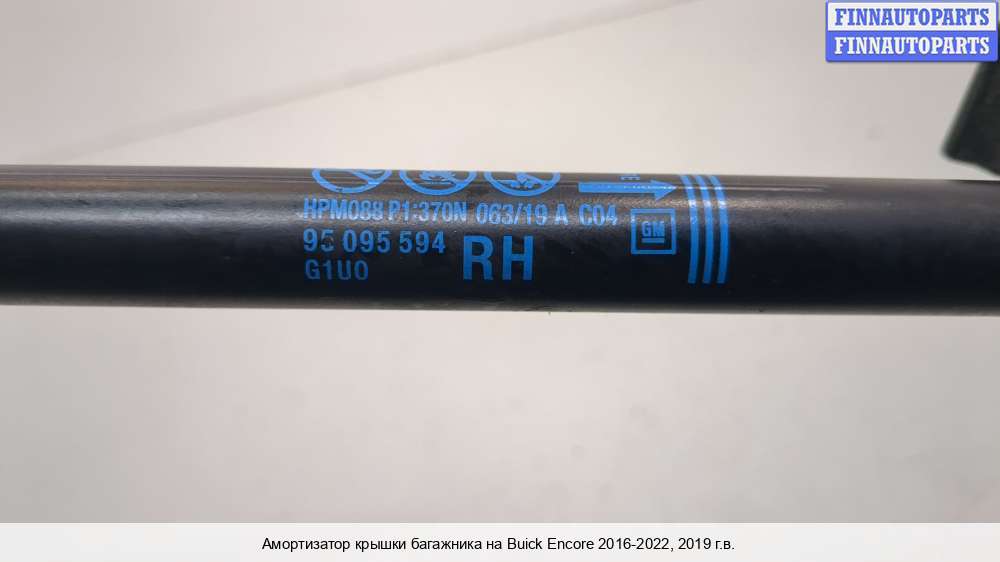 FINNAUTOPARTS
FINNAUTOPARTS
HPM088 P1:370N 063/19 A C04
95 095 594
RH
G1U0
GM
Амортизатор крышки багажника на Buick Encore 2016-2022, 2019 г.в.